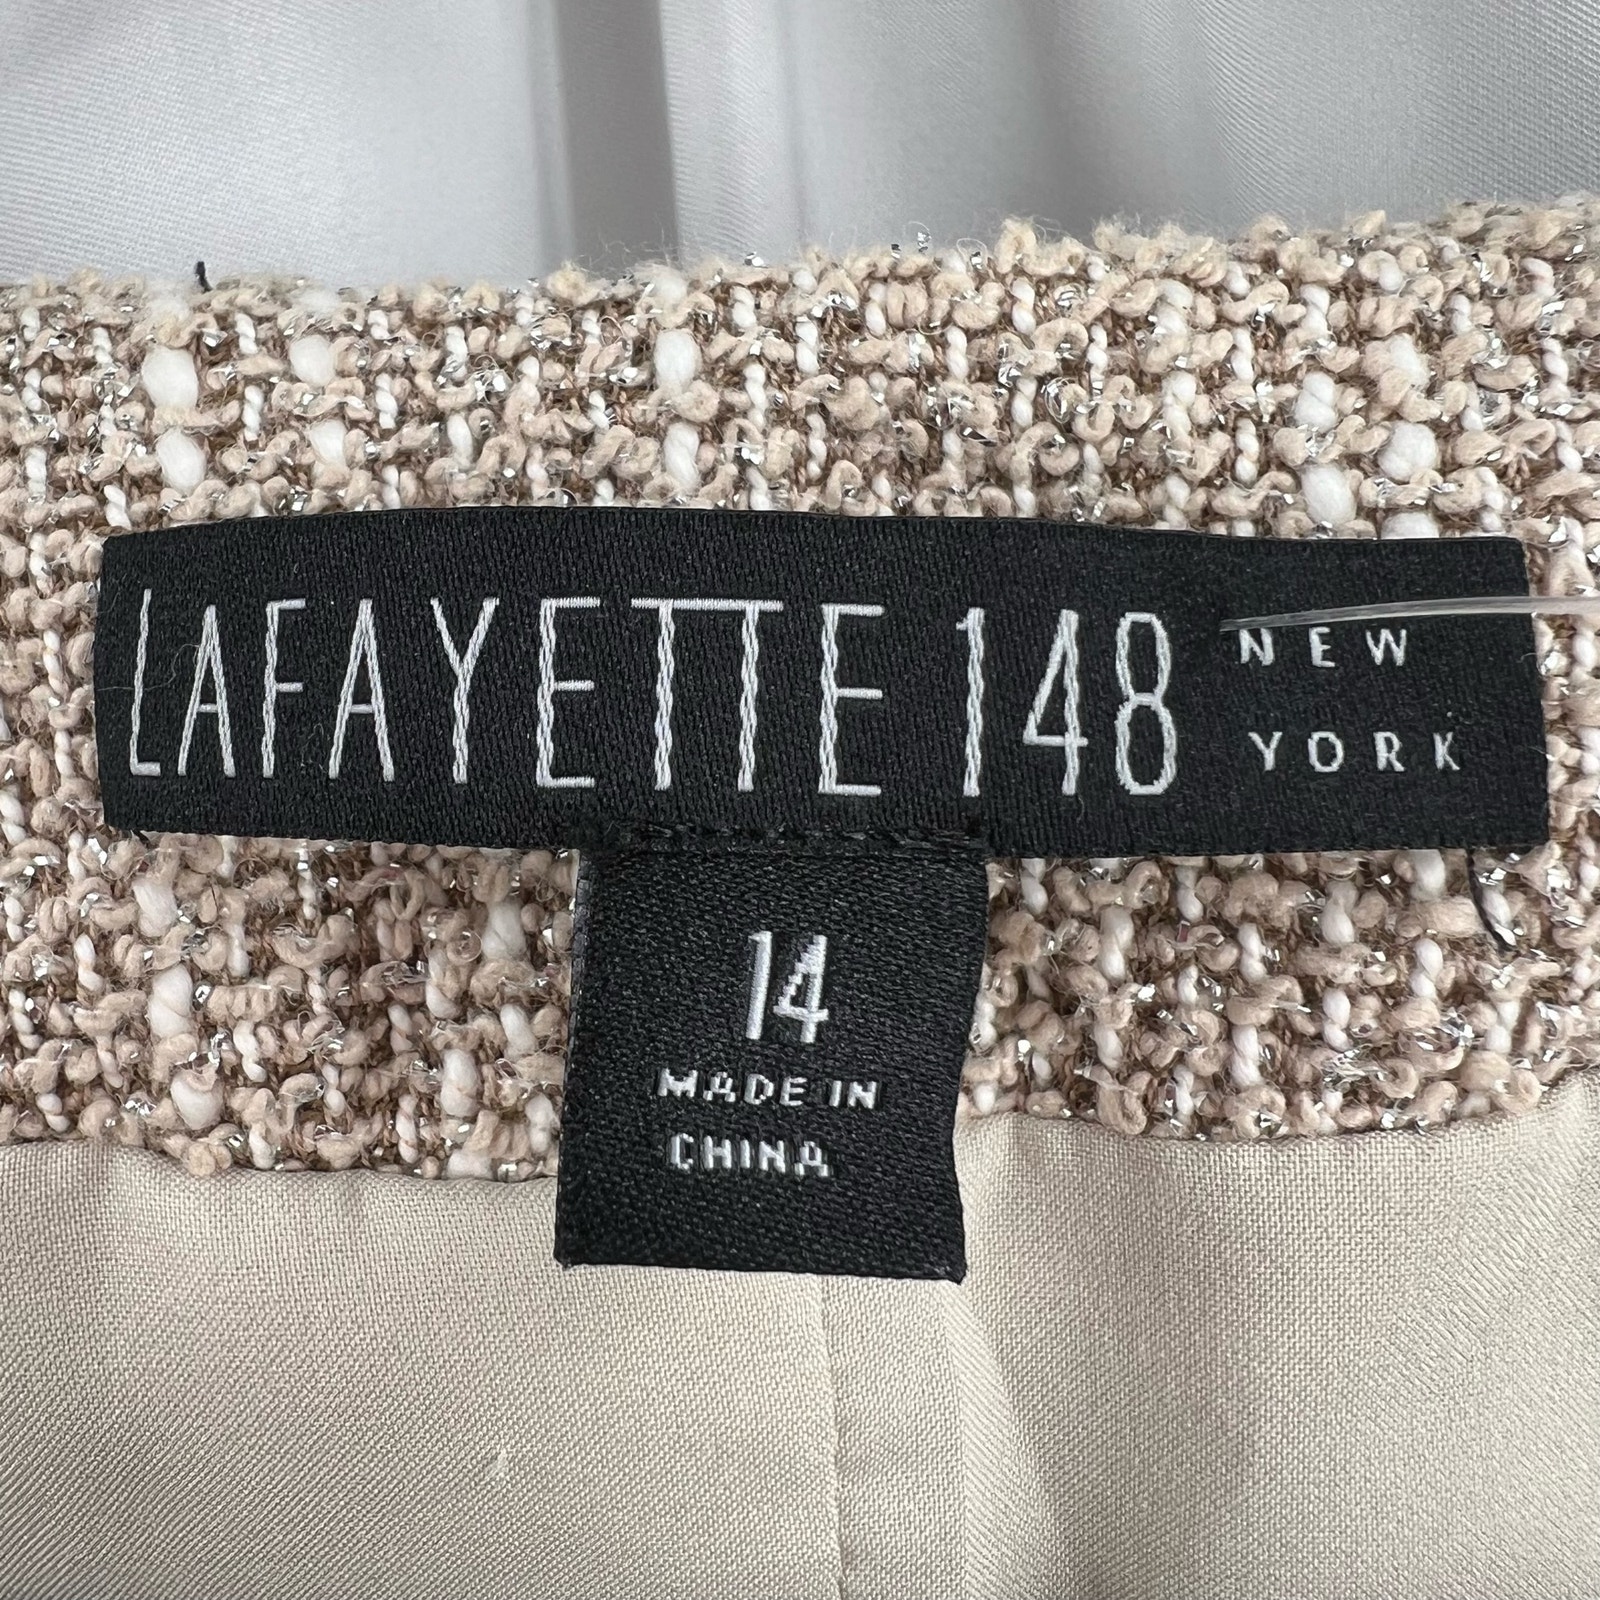 LAFAYETTE 148 NEW YORK
14
MADE IN
CHINA